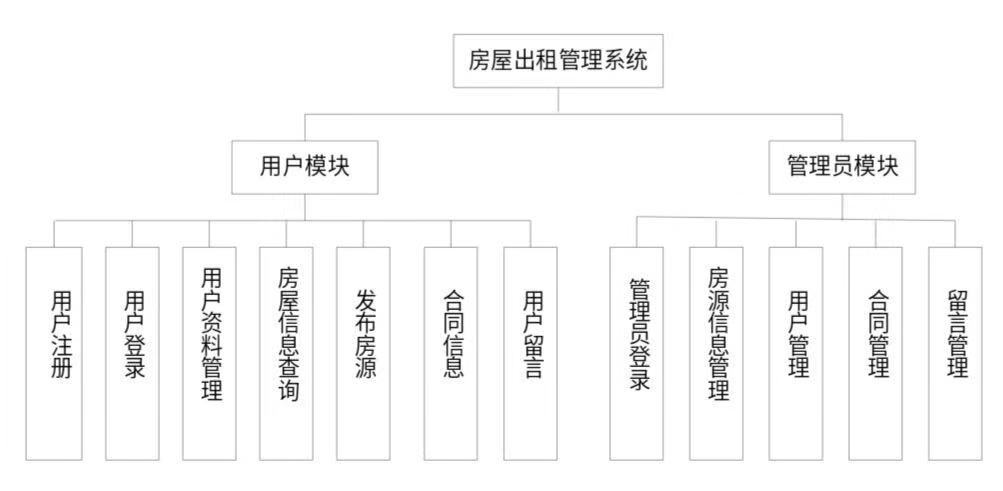 房屋出租管理系统
用户模块
管理员模块
用户注册
用户登录
用户资料管理
房屋信息查询
发布房源
合同信息
用户留言
管理员登录
房源信息管理
用户管理
合同管理
留言管理